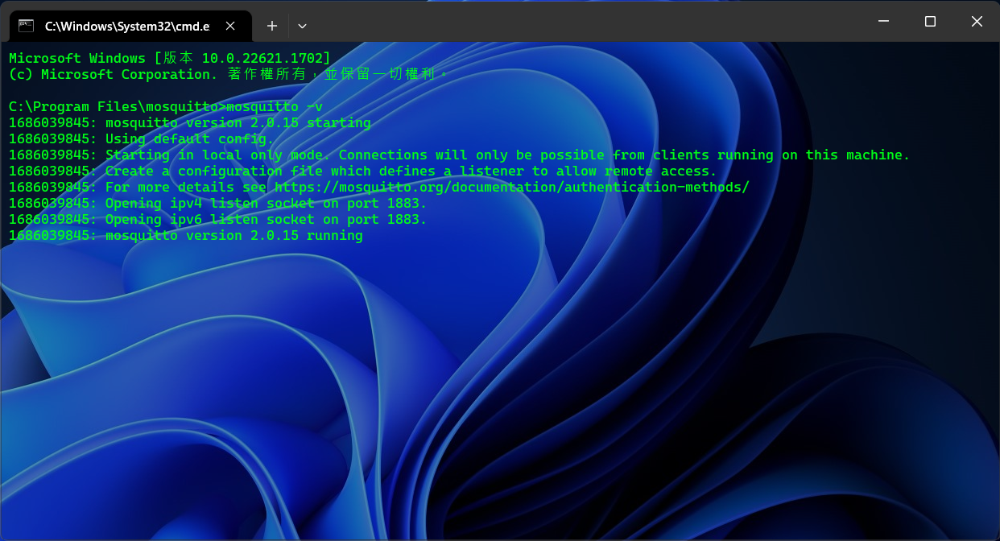 C:\Windows\System32\cmd.e
Microsoft Windows [版本 10.0.22621.1702]
(c) Microsoft Corporation. 著作權所有，並保留一切權利。
C:\Program Files\mosquitto>mosquitto -v
1686039845: mosquitto version 2.0.15 starting
1686039845: Using default config.
1686039845: Starting in local only mode. Connections will only be possible from clients running on this machine.
1686039845: Create a configuration file which defines a listener to allow remote access.
1686039845: For more details see https://mosquitto.org/documentation/authentication-methods/
1686039845: Opening ipv4 listen socket on port 1883.
1686039845: Opening ipv6 listen socket on port 1883.
1686039845: mosquitto version 2.0.15 running